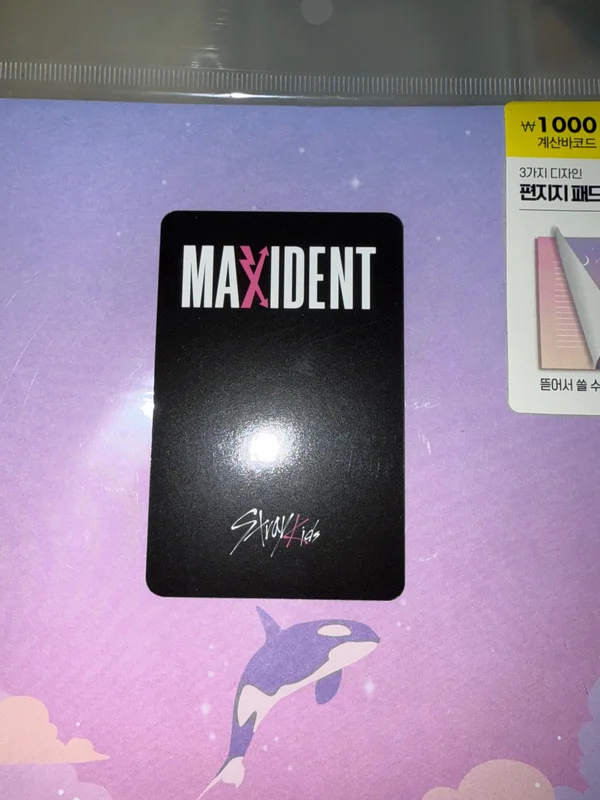 ₩1000
계산바코드
3가지 디자인
편지지 패드
뜯어서 쓸 수
MAXIDENT
Stray Kids